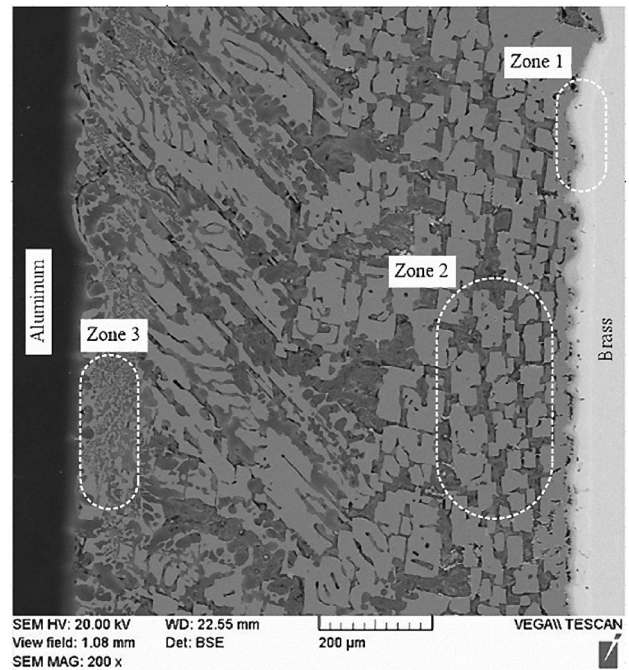 Zone 1
Zone 2
Aluminum
Zone 3
Brass
SEM HV: 20.00 kV WD: 22.55 mm VEGA\\ TESCAN
View field: 1.08 mm Det: BSE 200 µm
SEM MAG: 200 x